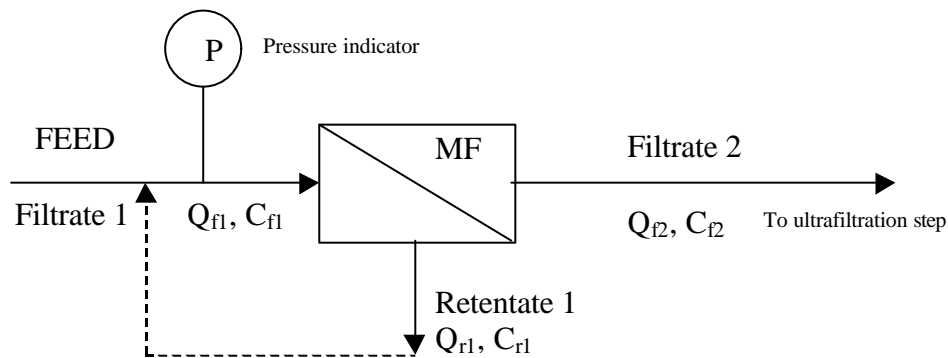 P
Pressure indicator
FEED
MF
Filtrate 2
Filtrate 1
Qf1, Cf1
Qf2, Cf2
To ultrafiltration step
Retentate 1
Qr1, Cr1